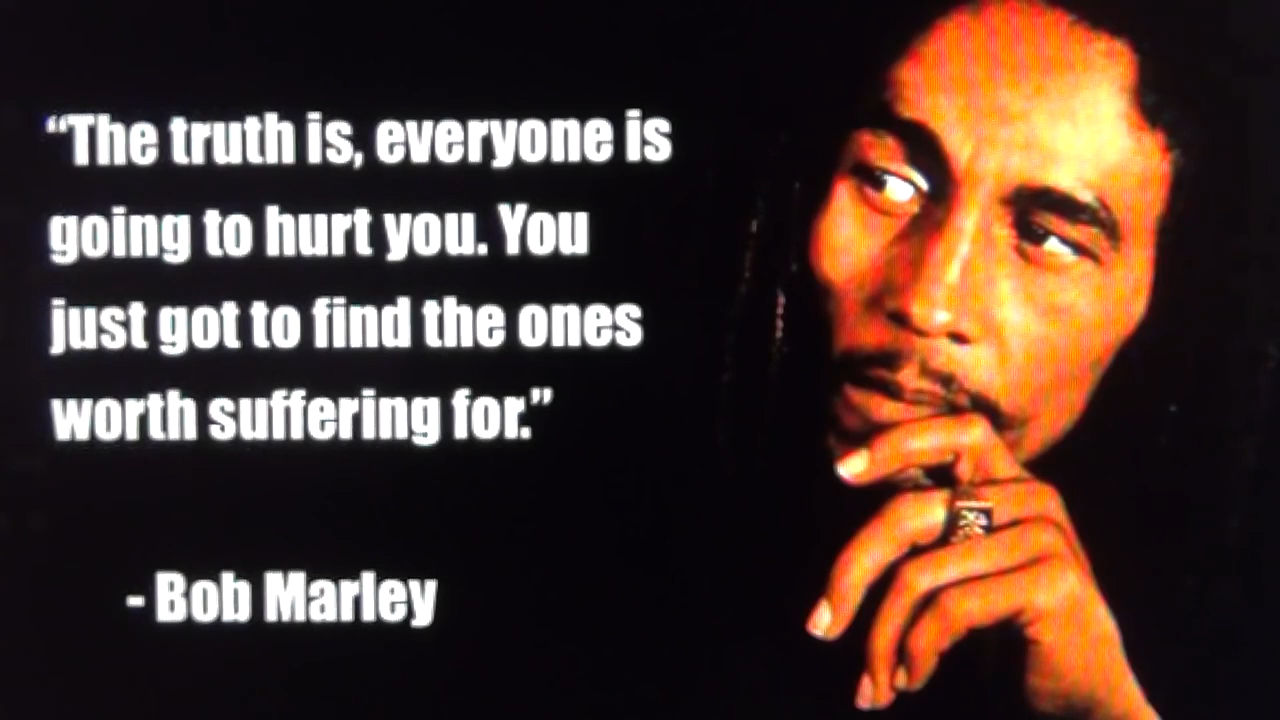 “The truth is, everyone is
going to hurt you. You
just got to find the ones
worth suffering for.”
- Bob Marley